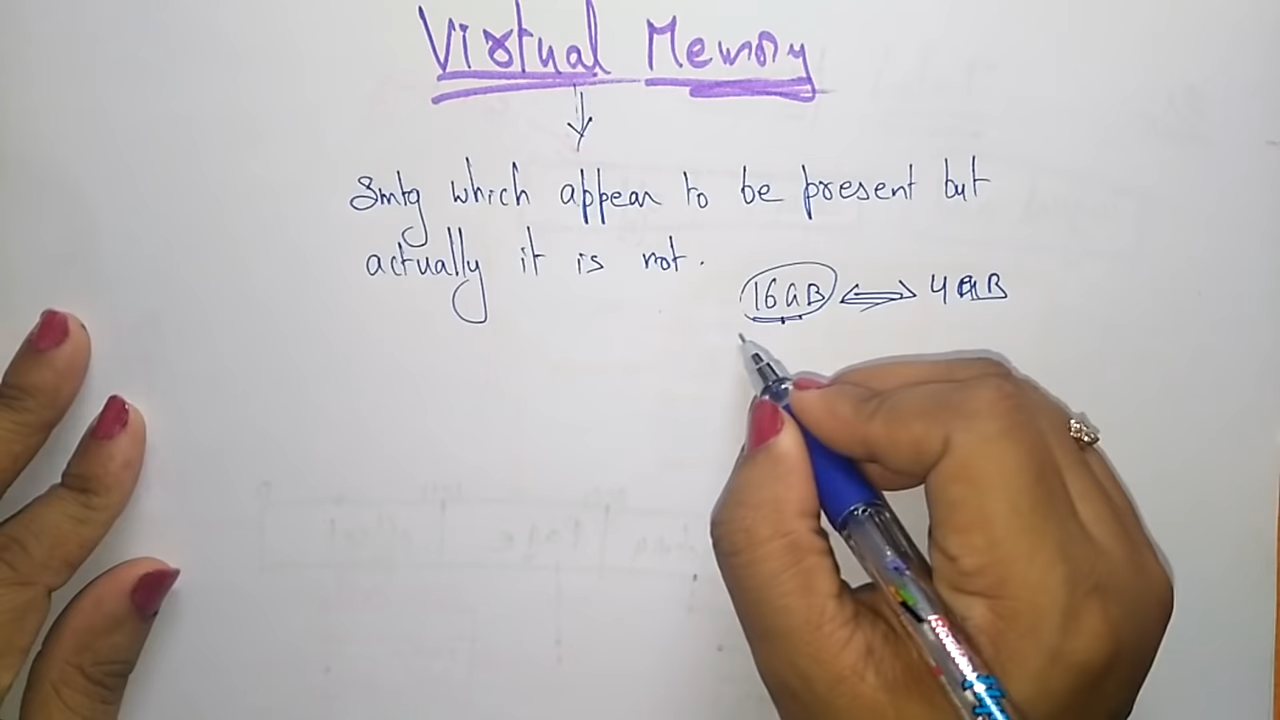 Virtual Memory
Smtg which appear to be present but
actually it is not.
16GB ⟺ 4GB